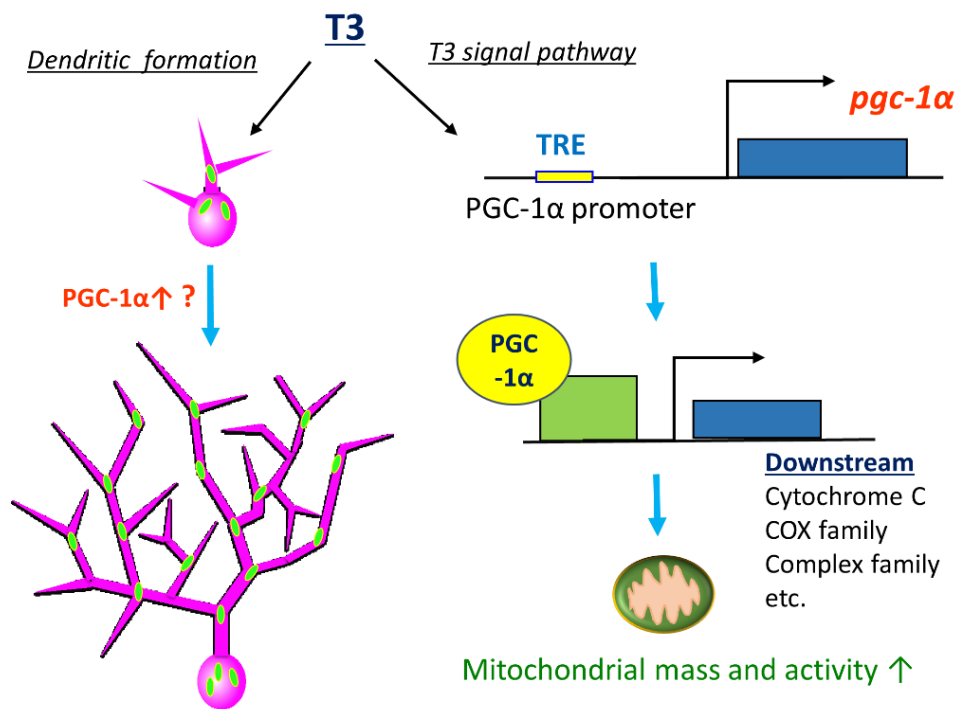 T3
Dendritic formation
T3 signal pathway
pgc-1α
TRE
PGC-1α promoter
PGC-1α↑ ?
PGC
-1α
Downstream
Cytochrome C
COX family
Complex family
etc.
Mitochondrial mass and activity ↑